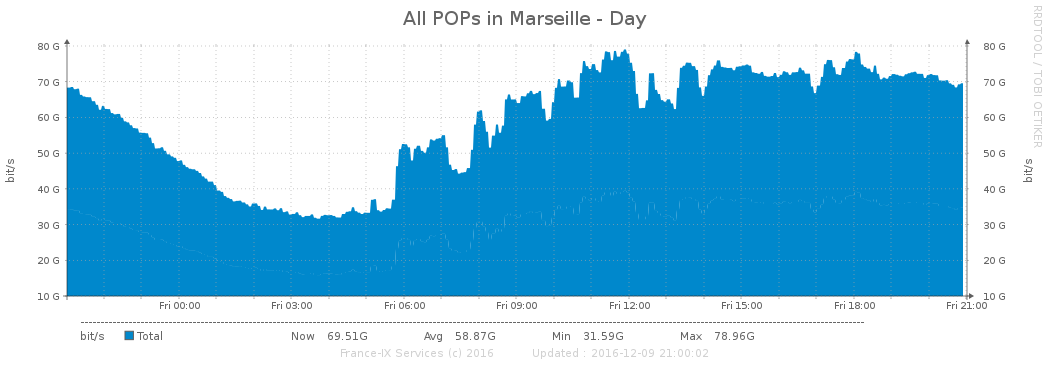 All POPs in Marseille - Day
RRDTOOL / TOBI OETIKER
80 G 80 G
70 G 70 G
60 G 60 G
50 G 50 G
40 G 40 G
30 G 30 G
20 G 20 G
10 G 10 G
bit/s bit/s
Fri 00:00 Fri 03:00 Fri 06:00 Fri 09:00 Fri 12:00 Fri 15:00 Fri 18:00 Fri 21:00
bit/s Total Now 69.51G Avg 58.87G Min 31.59G Max 78.96G
France-IX Services (c) 2016 Updated : 2016-12-09 21:00:02